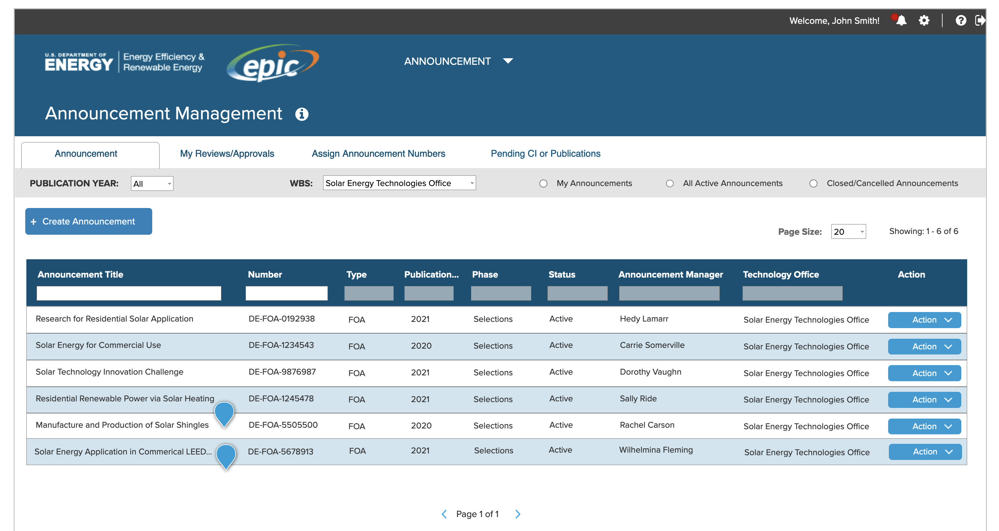 Welcome, John Smith!
U.S. DEPARTMENT OF
ENERGY
Energy Efficiency &
Renewable Energy
epic
ANNOUNCEMENT
Announcement Management
Announcement My Reviews/Approvals Assign Announcement Numbers Pending CI or Publications
PUBLICATION YEAR: All WBS: Solar Energy Technologies Office My Announcements All Active Announcements Closed/Cancelled Announcements
+ Create Announcement
Page Size: 20 Showing: 1 - 6 of 6
Announcement Title Number Type Publication... Phase Status Announcement Manager Technology Office Action
Research for Residential Solar Application DE-FOA-0192938 FOA 2021 Selections Active Hedy Lamarr Solar Energy Technologies Office Action
Solar Energy for Commercial Use DE-FOA-1234543 FOA 2020 Selections Active Carrie Somerville Solar Energy Technologies Office Action
Solar Technology Innovation Challenge DE-FOA-9876987 FOA 2021 Selections Active Dorothy Vaughn Solar Energy Technologies Office Action
Residential Renewable Power via Solar Heating DE-FOA-1245478 FOA 2021 Selections Active Sally Ride Solar Energy Technologies Office Action
Manufacture and Production of Solar Shingles DE-FOA-5505500 FOA 2020 Selections Active Rachel Carson Solar Energy Technologies Office Action
Solar Energy Application in Commerical LEED... DE-FOA-5678913 FOA 2021 Selections Active Wilhelmina Fleming Solar Energy Technologies Office Action
Page 1 of 1